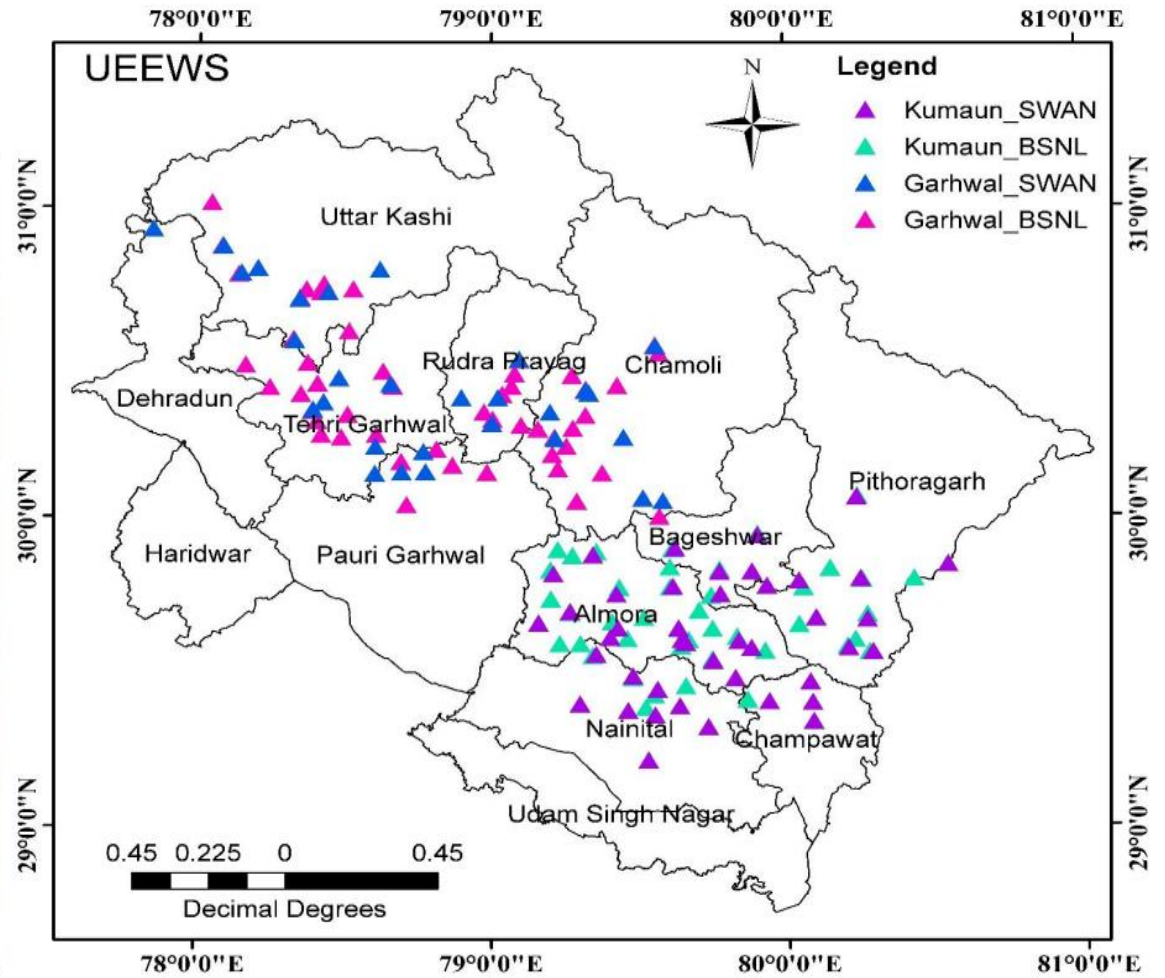 78°0'0"E 79°0'0"E 80°0'0"E 81°0'0"E
UEEWS
N
Legend
Kumaun_SWAN
Kumaun_BSNL
Garhwal_SWAN
Garhwal_BSNL
31°0'0"N
31°0'0"N
Uttar Kashi
Rudra Prayag
Chamoli
Dehradun
Tehri Garhwal
Pithoragarh
30°0'0"N
30°0'0"N
Bageshwar
Haridwar
Pauri Garhwal
Almora
Nainital
Champawat
Udam Singh Nagar
29°0'0"N
29°0'0"N
0.45 0.225 0 0.45
Decimal Degrees
78°0'0"E 79°0'0"E 80°0'0"E 81°0'0"E